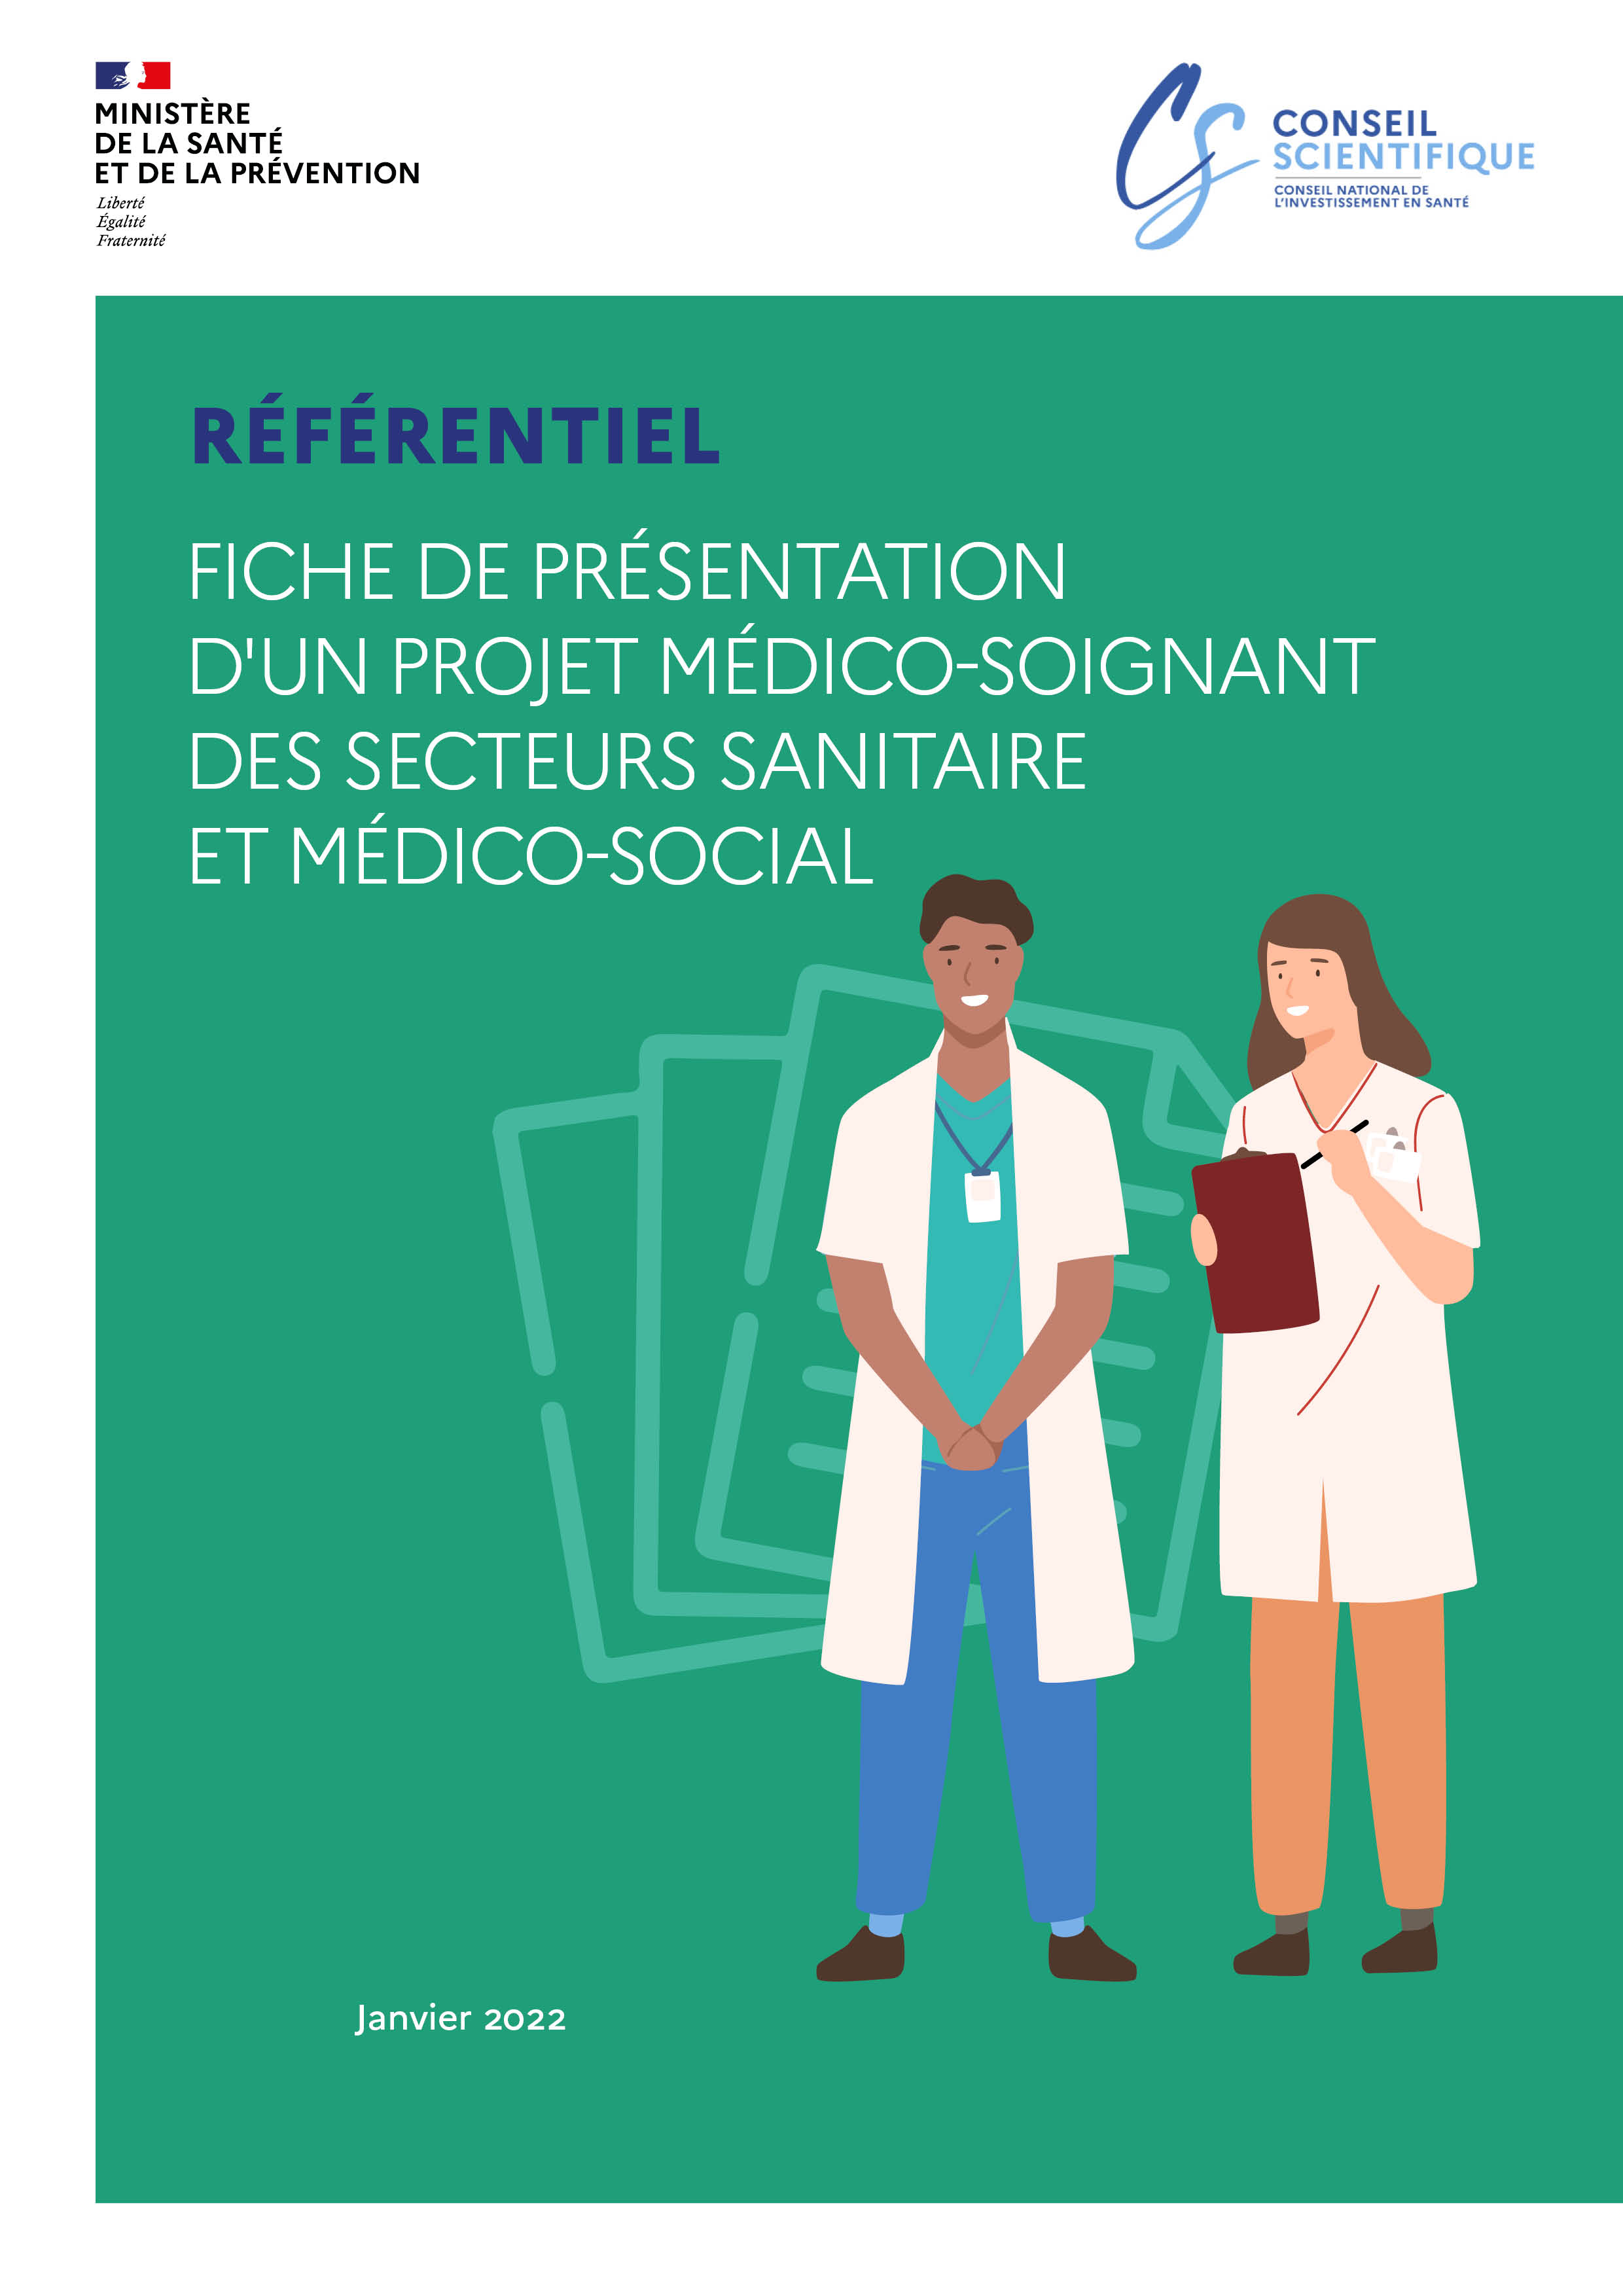 MINISTÈRE
DE LA SANTÉ
ET DE LA PRÉVENTION
Liberté
Égalité
Fraternité
CS
CONSEIL
SCIENTIFIQUE
CONSEIL NATIONAL DE
L'INVESTISSEMENT EN SANTÉ
RÉFÉRENTIEL
FICHE DE PRÉSENTATION
D'UN PROJET MÉDICO-SOIGNANT
DES SECTEURS SANITAIRE
ET MÉDICO-SOCIAL
Janvier 2022